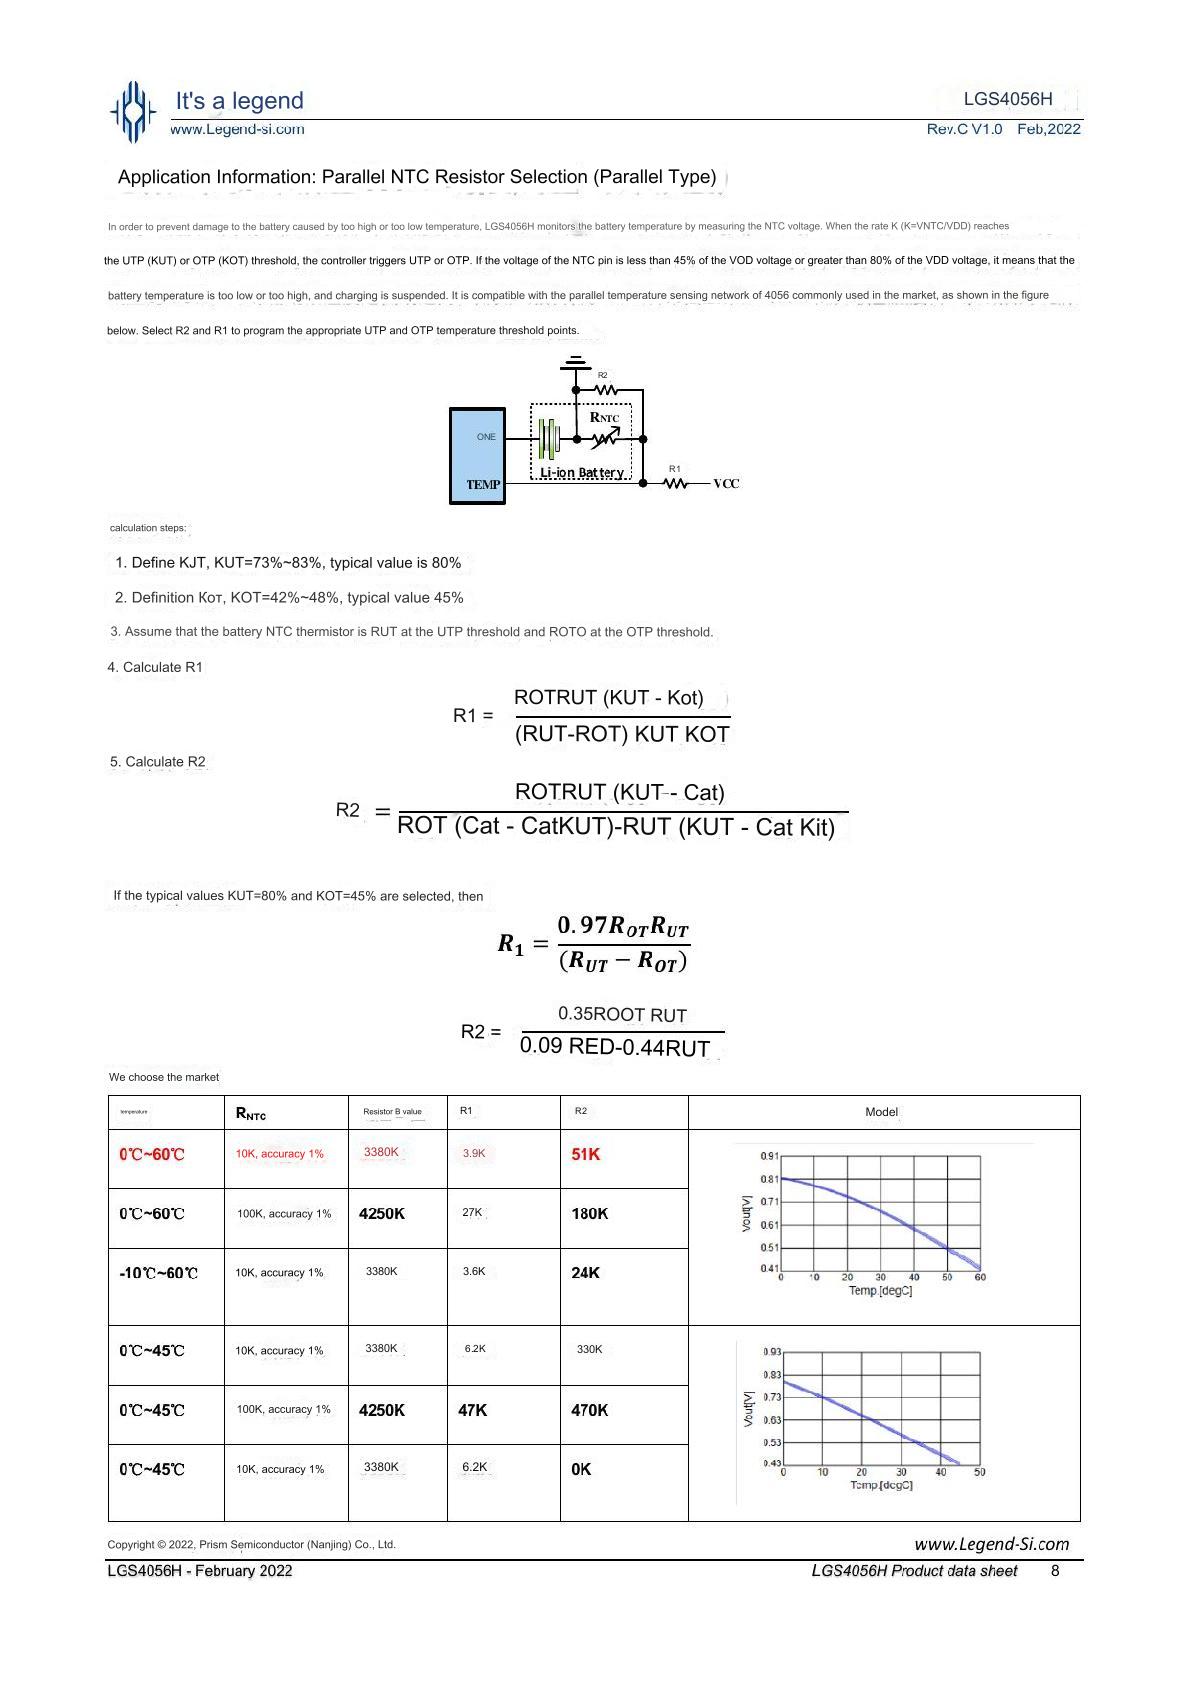 It's a legend
LGS4056H
www.Legend-si.com
Rev.C V1.0 Feb,2022
Application Information: Parallel NTC Resistor Selection (Parallel Type)
In order to prevent damage to the battery caused by too high or too low temperature, LGS4056H monitors the battery temperature by measuring the NTC voltage. When the rate K (K=VNTC/VDD) reaches
the UTP (KUT) or OTP (KOT) threshold, the controller triggers UTP or OTP. If the voltage of the NTC pin is less than 45% of the VOD voltage or greater than 80% of the VDD voltage, it means that the
battery temperature is too low or too high, and charging is suspended. It is compatible with the parallel temperature sensing network of 4056 commonly used in the market, as shown in the figure
below. Select R2 and R1 to program the appropriate UTP and OTP temperature threshold points.
R2
RNTC
ONE
Li-ion Battery
R1
TEMP
VCC
calculation steps:
1. Define KJT, KUT=73%~83%, typical value is 80%
2. Definition Кот, KOT=42%~48%, typical value 45%
3. Assume that the battery NTC thermistor is RUT at the UTP threshold and ROTO at the OTP threshold.
4. Calculate R1
R1 = ROTRUT (KUT - Kot)
(RUT-ROT) KUT KOT
5. Calculate R2
R2 = ROTRUT (KUT - Cat)
ROT (Cat - CatKUT)-RUT (KUT - Cat Kit)
If the typical values KUT=80% and KOT=45% are selected, then
R1 = 0.97ROTRUT
(RUT − ROT)
R2 = 0.35ROOT RUT
0.09 RED-0.44RUT
We choose the market
temperature RNTC Resistor B value R1 R2 Model
0℃~60℃ 10K, accuracy 1% 3380K 3.9K 51K
0℃~60℃ 100K, accuracy 1% 4250K 27K 180K
-10℃~60℃ 10K, accuracy 1% 3380K 3.6K 24K
0.91
0.81
0.71
0.61
0.51
0.41
Vout[V]
0 10 20 30 40 50 60
Temp.[degC]
0℃~45℃ 10K, accuracy 1% 3380K 6.2K 330K
0℃~45℃ 100K, accuracy 1% 4250K 47K 470K
0℃~45℃ 10K, accuracy 1% 3380K 6.2K 0K
0.93
0.83
0.73
0.63
0.53
0.43
Vout[V]
0 10 20 30 40 50
Temp.[degC]
Copyright © 2022, Prism Semiconductor (Nanjing) Co., Ltd.
www.Legend-Si.com
LGS4056H - February 2022
LGS4056H Product data sheet 8